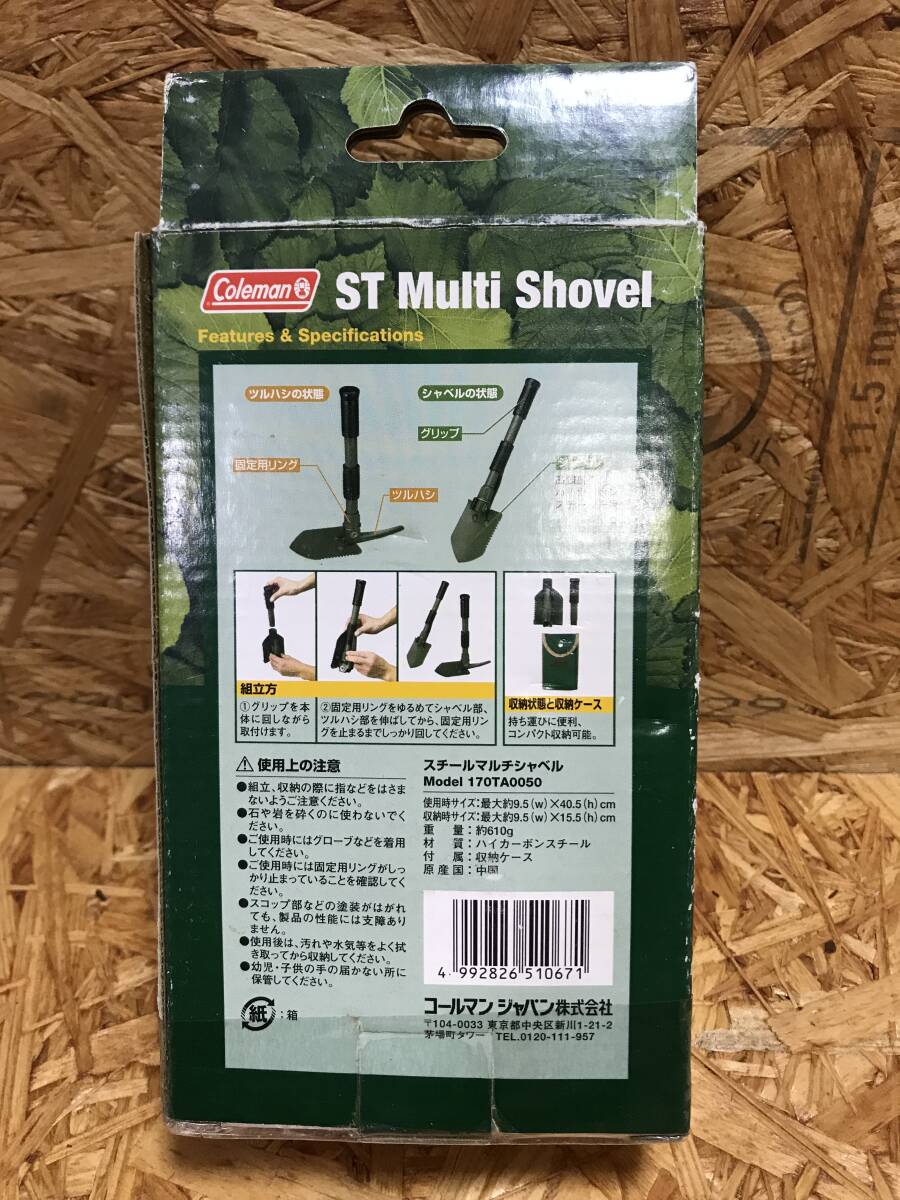 Coleman
ST Multi Shovel
Features & Specifications
ツルハシの状態
シャベルの状態
グリップ
固定用リング
ツルハシ
組立方
①グリップを本
体に回しながら
取付けます。
②固定用リングをゆるめてシャベル部、
ツルハシ部を伸ばしてから、固定用リン
グを止まるまでしっかり回してください。
収納状態と収納ケース
持ち運びに便利、
コンパクト収納可能。
⚠ 使用上の注意
●組立、収納の際に指などをはさま
ないようご注意ください。
●石や岩を砕くのに使わないでく
ださい。
●ご使用時にはグローブなどを着用
してください。
●ご使用時には固定用リングがしっ
かり止まっていることを確認してく
ださい。
●スコップ部などの塗装がはがれ
ても、製品の性能には支障あり
ません。
●使用後は、汚れや水気等をよく拭
き取ってから収納してください。
●幼児・子供の手の届かない所に
保管してください。
紙:箱
スチールマルチシャベル
Model 170TA0050
使用時サイズ:最大約9.5(w)×40.5(h)cm
収納時サイズ:最大約9.5(w)×15.5(h)cm
重 量:約610g
材 質:ハイカーボンスチール
付 属:収納ケース
原産国:中国
4 992826 510671
コールマン ジャパン株式会社
〒104-0033 東京都中央区新川1-21-2
茅場町タワー TEL.0120-111-957
11.5 mm